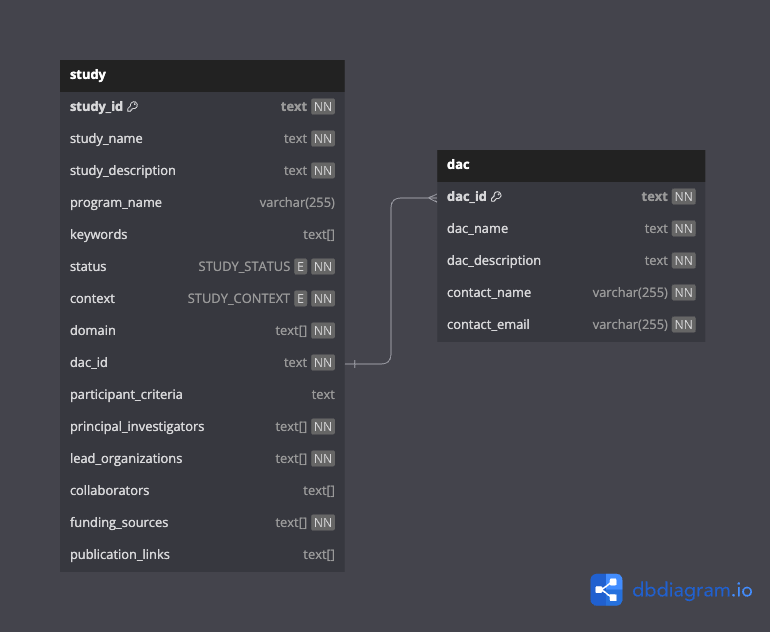 study
study_id text NN
study_name text NN
study_description text NN
program_name varchar(255)
keywords text[]
status STUDY_STATUS E NN
context STUDY_CONTEXT E NN
domain text[] NN
dac_id text NN
participant_criteria text
principal_investigators text[] NN
lead_organizations text[] NN
collaborators text[]
funding_sources text[] NN
publication_links text[]
dac
dac_id text NN
dac_name text NN
dac_description text NN
contact_name varchar(255) NN
contact_email varchar(255) NN
dbdiagram.io